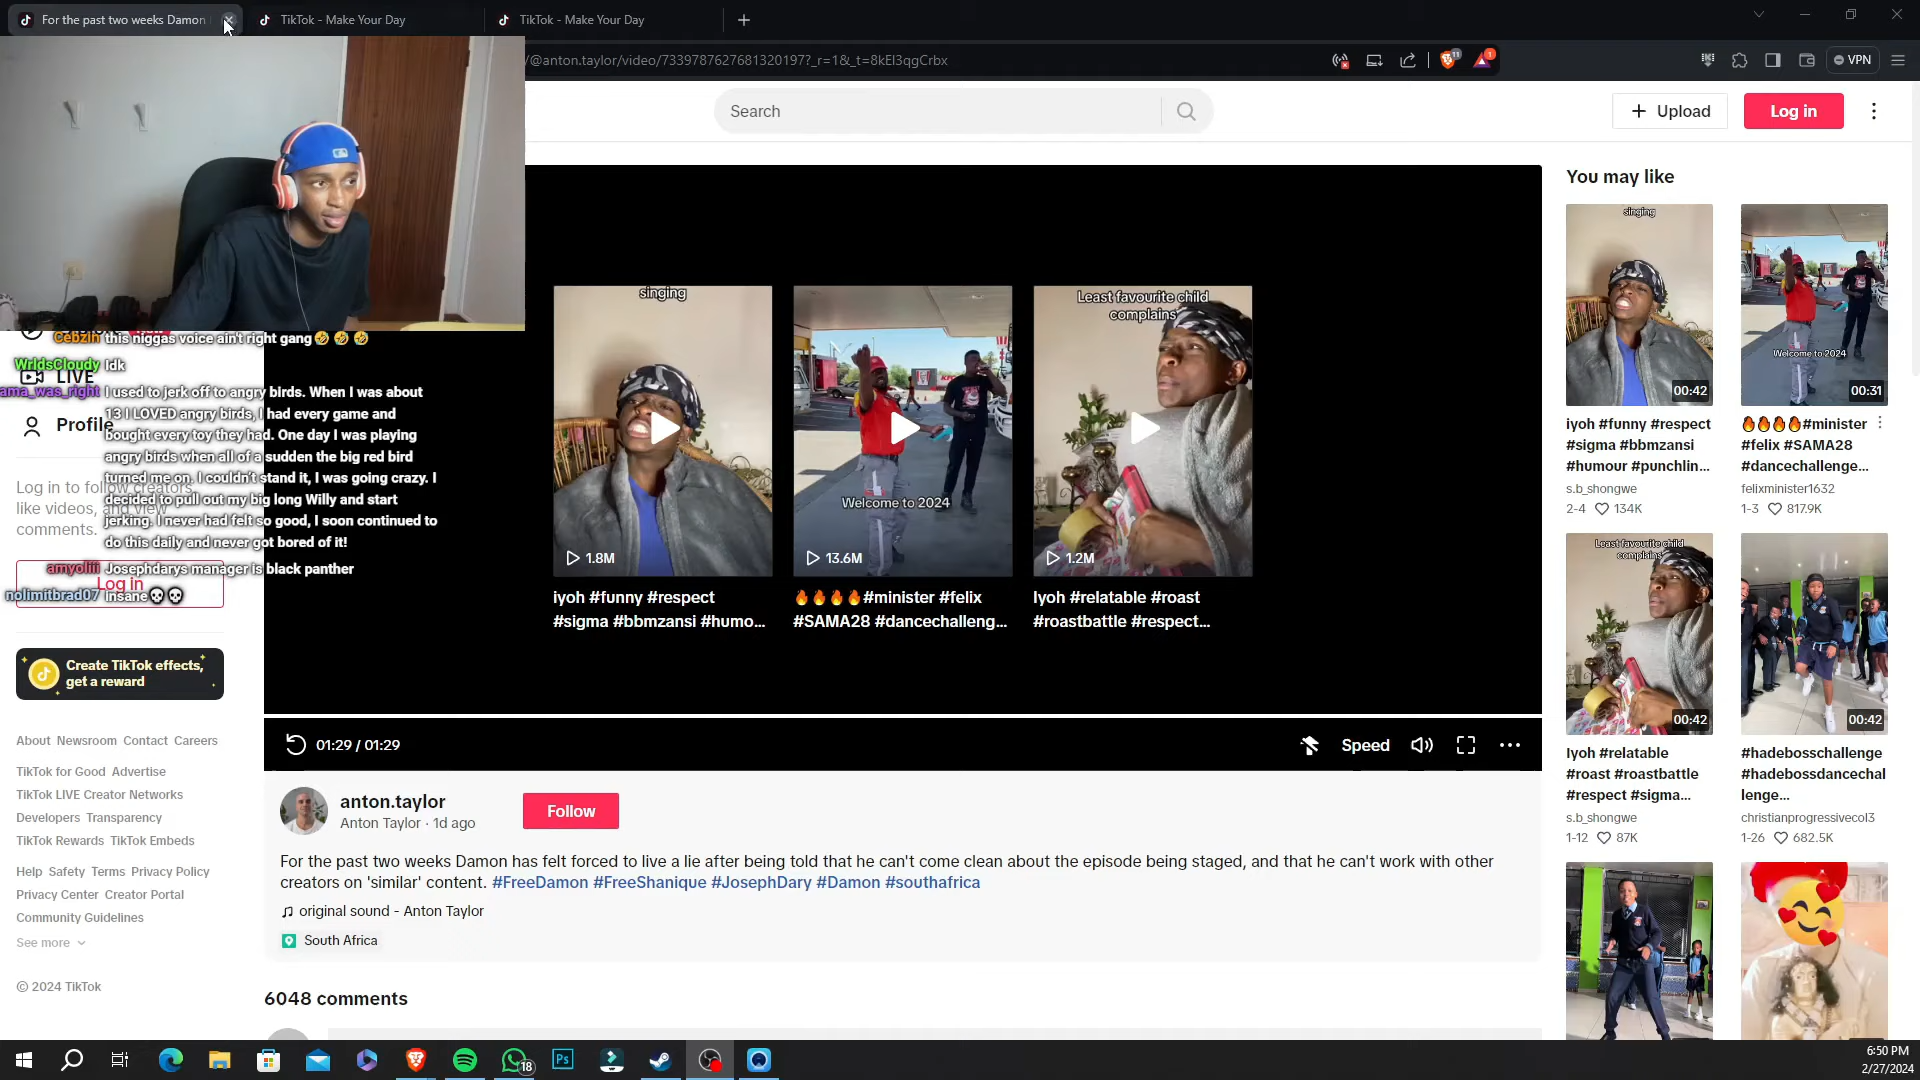 For the past two weeks Damon
TikTok - Make Your Day
TikTok - Make Your Day
/@anton.taylor/video/7339787627681320197?_r=1&_t=8kEl3qgCrbx
11
1
VPN
Search
Upload
Log in
LIVE
Profile
Log in to follow creators,
like videos, and view
comments.
Log in
Cebzin this niggas voice ain't right gang🤣 🤣 🤣
WrldsCloudy Idk
ama_was_right I used to jerk off to angry birds. When I was about
13 I LOVED angry birds, I had every game and
bought every toy they had. One day I was playing
angry birds when all of a sudden the big red bird
turned me on. I couldn't stand it, I was going crazy. I
decided to pull out my big long Willy and start
jerking. I never had felt so good, I soon continued to
do this daily and never got bored of it!
amyoliii Josephdarys manager is black panther
nolimitbrad07 Insane💀💀
Create TikTok effects,
get a reward
About Newsroom Contact Careers
TikTok for Good Advertise
TikTok LIVE Creator Networks
Developers Transparency
TikTok Rewards TikTok Embeds
Help Safety Terms Privacy Policy
Privacy Center Creator Portal
Community Guidelines
See more
© 2024 TikTok
singing
1.8M
iyoh #funny #respect
#sigma #bbmzansi #humo...
Welcome to 2024
13.6M
🔥🔥🔥🔥#minister #felix
#SAMA28 #dancechalleng...
Least favourite child
complains
1.2M
Iyoh #relatable #roast
#roastbattle #respect...
01:29 / 01:29
Speed
anton.taylor
Anton Taylor · 1d ago
Follow
For the past two weeks Damon has felt forced to live a lie after being told that he can't come clean about the episode being staged, and that he can't work with other
creators on 'similar' content. #FreeDamon #FreeShanique #JosephDary #Damon #southafrica
original sound - Anton Taylor
South Africa
6048 comments
You may like
singing
00:42
iyoh #funny #respect
#sigma #bbmzansi
#humour #punchlin...
s.b_shongwe
2-4 134K
Welcome to 2024
00:31
🔥🔥🔥🔥#minister
#felix #SAMA28
#dancechallenge...
felixminister1632
1-3 817.9K
Least favourite child
complains
00:42
Iyoh #relatable
#roast #roastbattle
#respect #sigma...
s.b_shongwe
1-12 87K
00:42
#hadebosschallenge
#hadebossdancechal
lenge...
christianprogressivecol3
1-26 682.5K
18
Ps
6:50 PM
2/27/2024